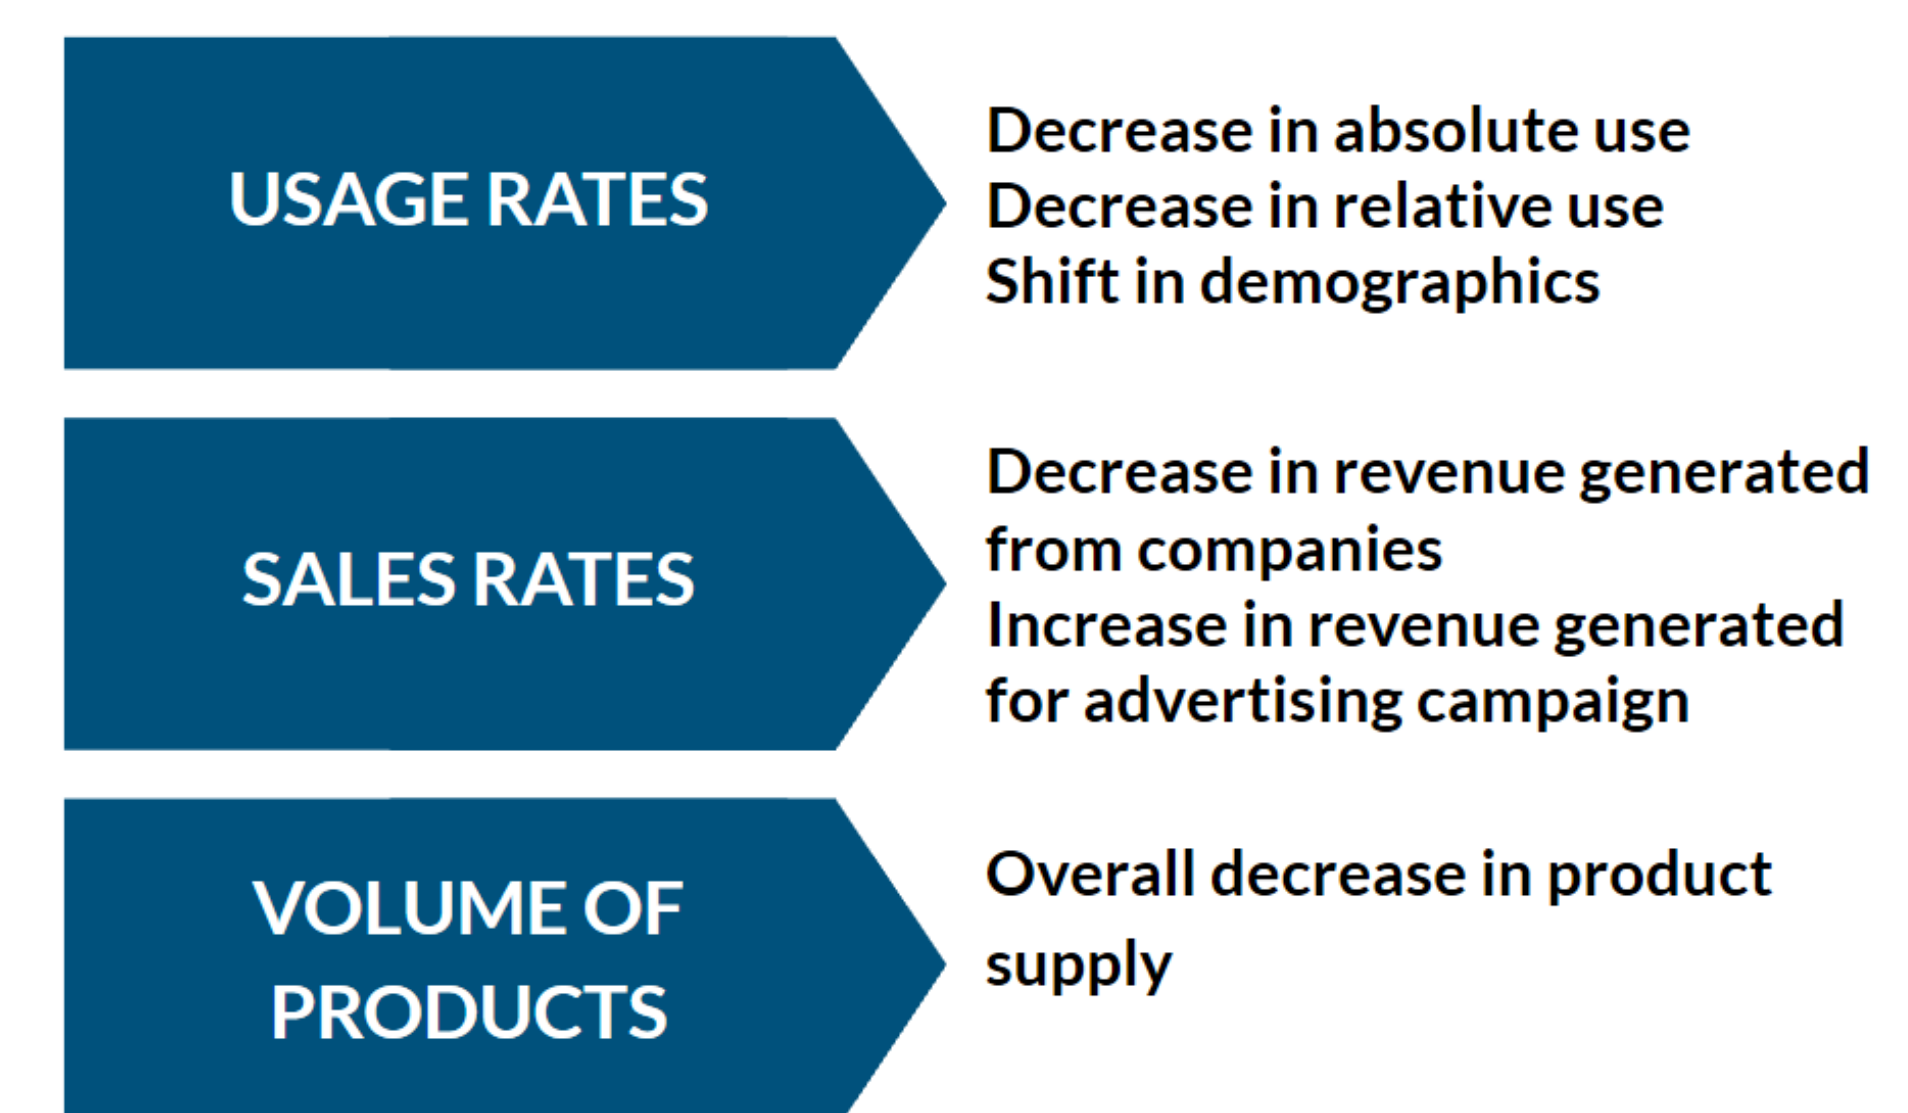 USAGE RATES
Decrease in absolute use
Decrease in relative use
Shift in demographics
SALES RATES
Decrease in revenue generated
from companies
Increase in revenue generated
for advertising campaign
VOLUME OF
PRODUCTS
Overall decrease in product
supply